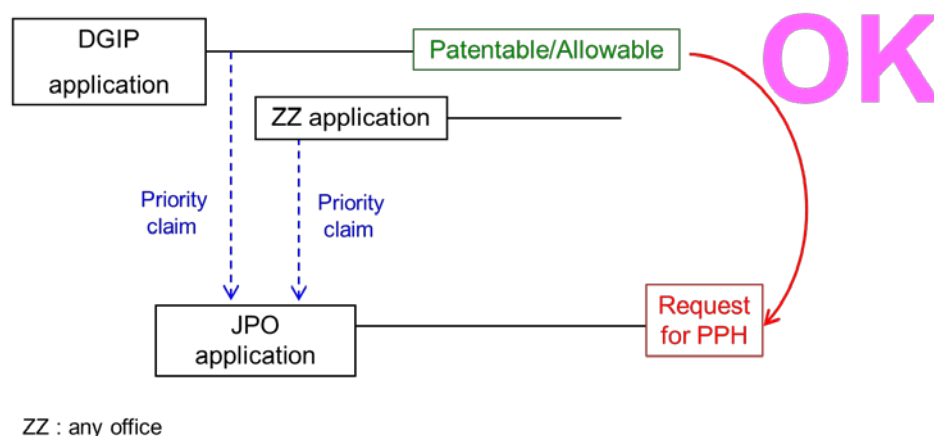 DGIP
application
Patentable/Allowable
OK
ZZ application
Priority
claim
Priority
claim
JPO
application
Request
for PPH
ZZ : any office